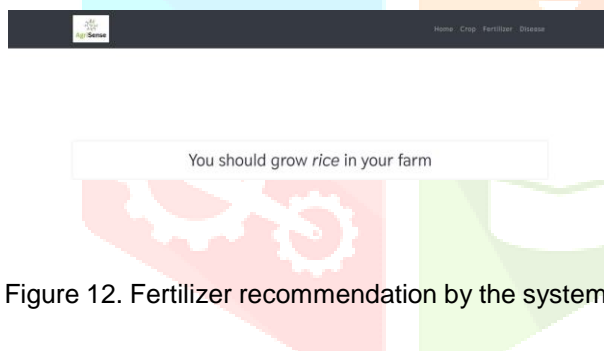 AgriSense
Home Crop Fertilizer Disease
You should grow rice in your farm
Figure 12. Fertilizer recommendation by the system